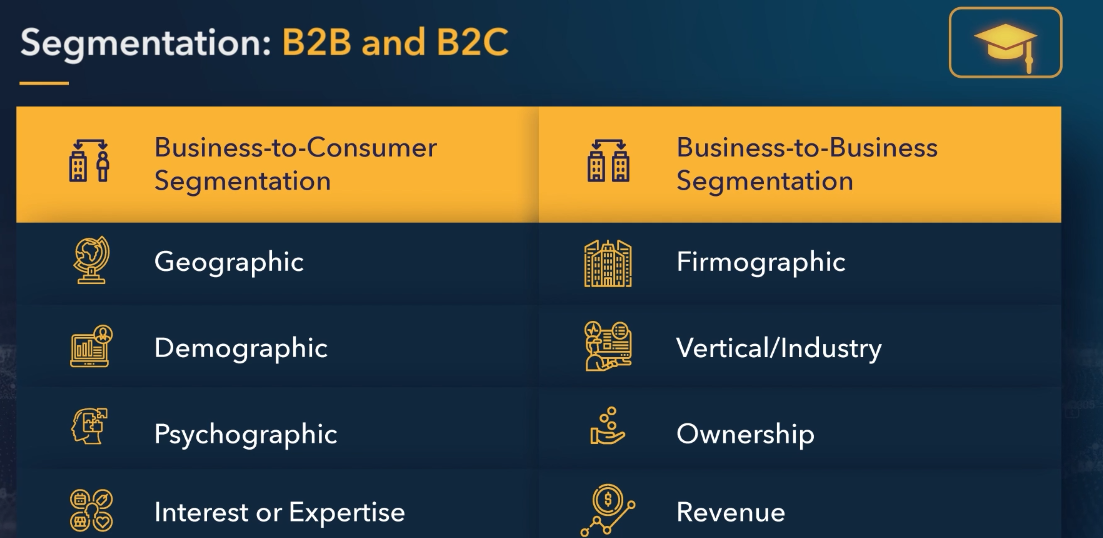 Segmentation: B2B and B2C
Business-to-Consumer
Segmentation
Business-to-Business
Segmentation
Geographic
Firmographic
Demographic
Vertical/Industry
Psychographic
Ownership
Interest or Expertise
Revenue